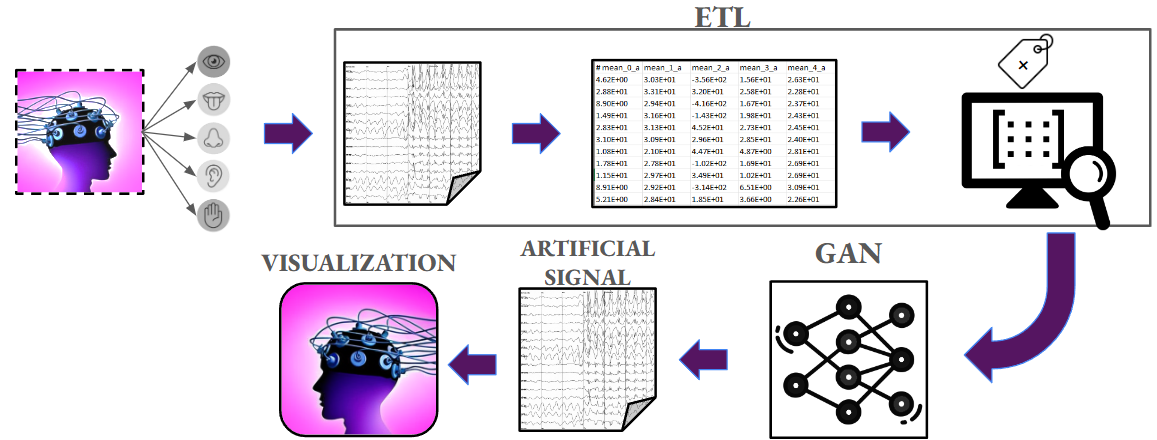 ETL
# mean_0_a mean_1_a mean_2_a mean_3_a mean_4_a
4.62E+00 3.03E+01 -3.56E+02 1.56E+01 2.63E+01
2.88E+01 3.31E+01 3.20E+01 2.58E+01 2.28E+01
8.90E+00 2.94E+01 -4.16E+02 1.67E+01 2.37E+01
1.49E+01 3.16E+01 -1.43E+02 1.98E+01 2.43E+01
2.83E+01 3.13E+01 4.52E+01 2.73E+01 2.45E+01
3.10E+01 3.09E+01 2.96E+01 2.85E+01 2.40E+01
1.08E+01 2.10E+01 4.47E+01 4.87E+00 2.81E+01
1.78E+01 2.78E+01 -1.02E+02 1.69E+01 2.69E+01
1.15E+01 2.97E+01 3.49E+01 1.02E+01 2.69E+01
8.91E+00 2.92E+01 -3.14E+02 6.51E+00 3.09E+01
5.21E+00 2.84E+01 1.85E+01 3.66E+00 2.26E+01
VISUALIZATION
ARTIFICIAL
SIGNAL
GAN